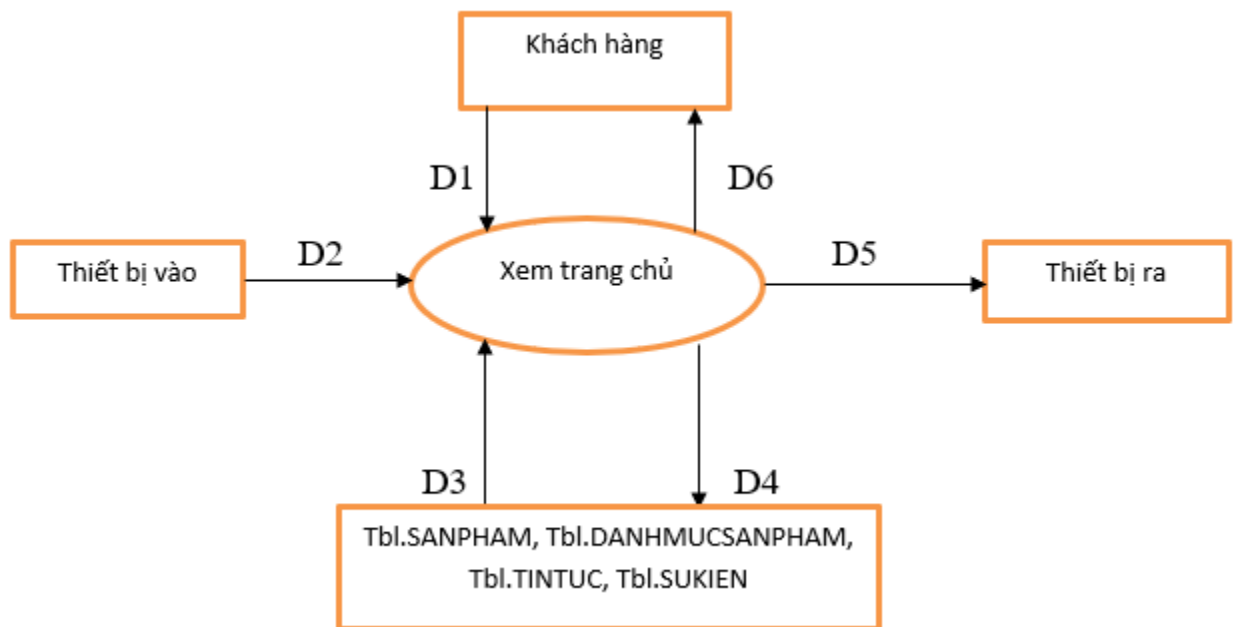 Khách hàng
D1
D6
Thiết bị vào
D2
Xem trang chủ
D5
Thiết bị ra
D3
D4
Tbl.SANPHAM, Tbl.DANHMUCSANPHAM,
Tbl.TINTUC, Tbl.SUKIEN